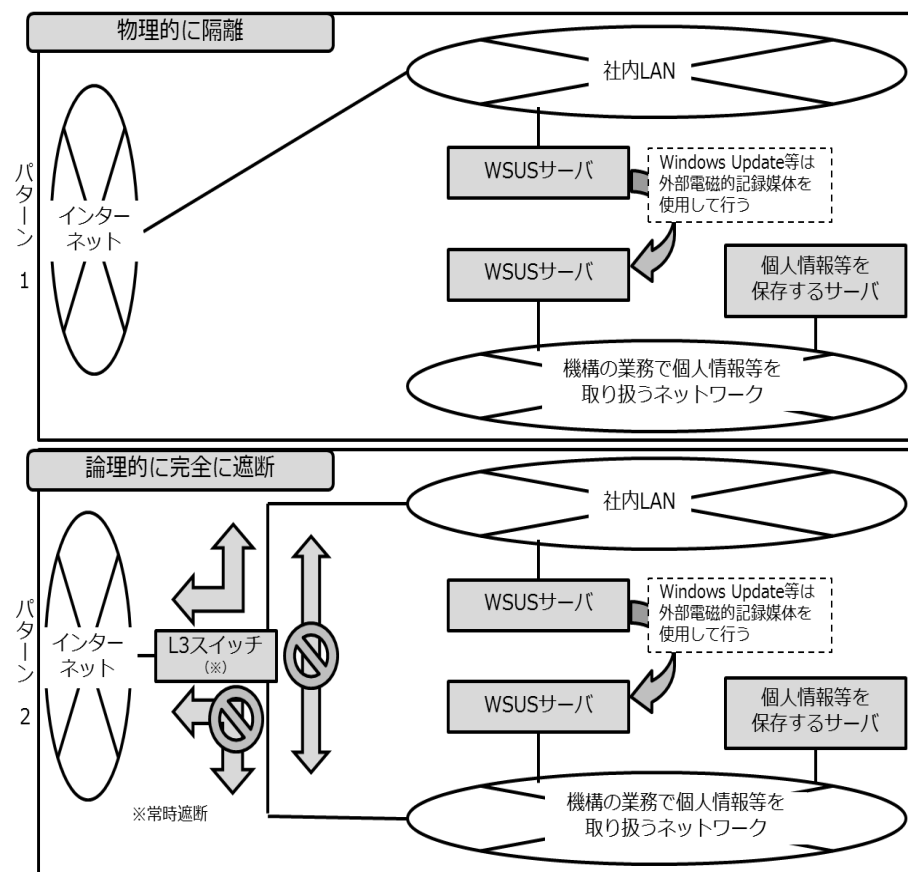 物理的に隔離
社内LAN
WSUSサーバ
Windows Update等は
外部電磁的記録媒体を
使用して行う
パターン 1
インター
ネット
WSUSサーバ
個人情報等を
保存するサーバ
機構の業務で個人情報等を
取り扱うネットワーク
論理的に完全に遮断
社内LAN
WSUSサーバ
Windows Update等は
外部電磁的記録媒体を
使用して行う
パターン 2
インター
ネット
L3スイッチ
(※)
WSUSサーバ
個人情報等を
保存するサーバ
※常時遮断
機構の業務で個人情報等を
取り扱うネットワーク